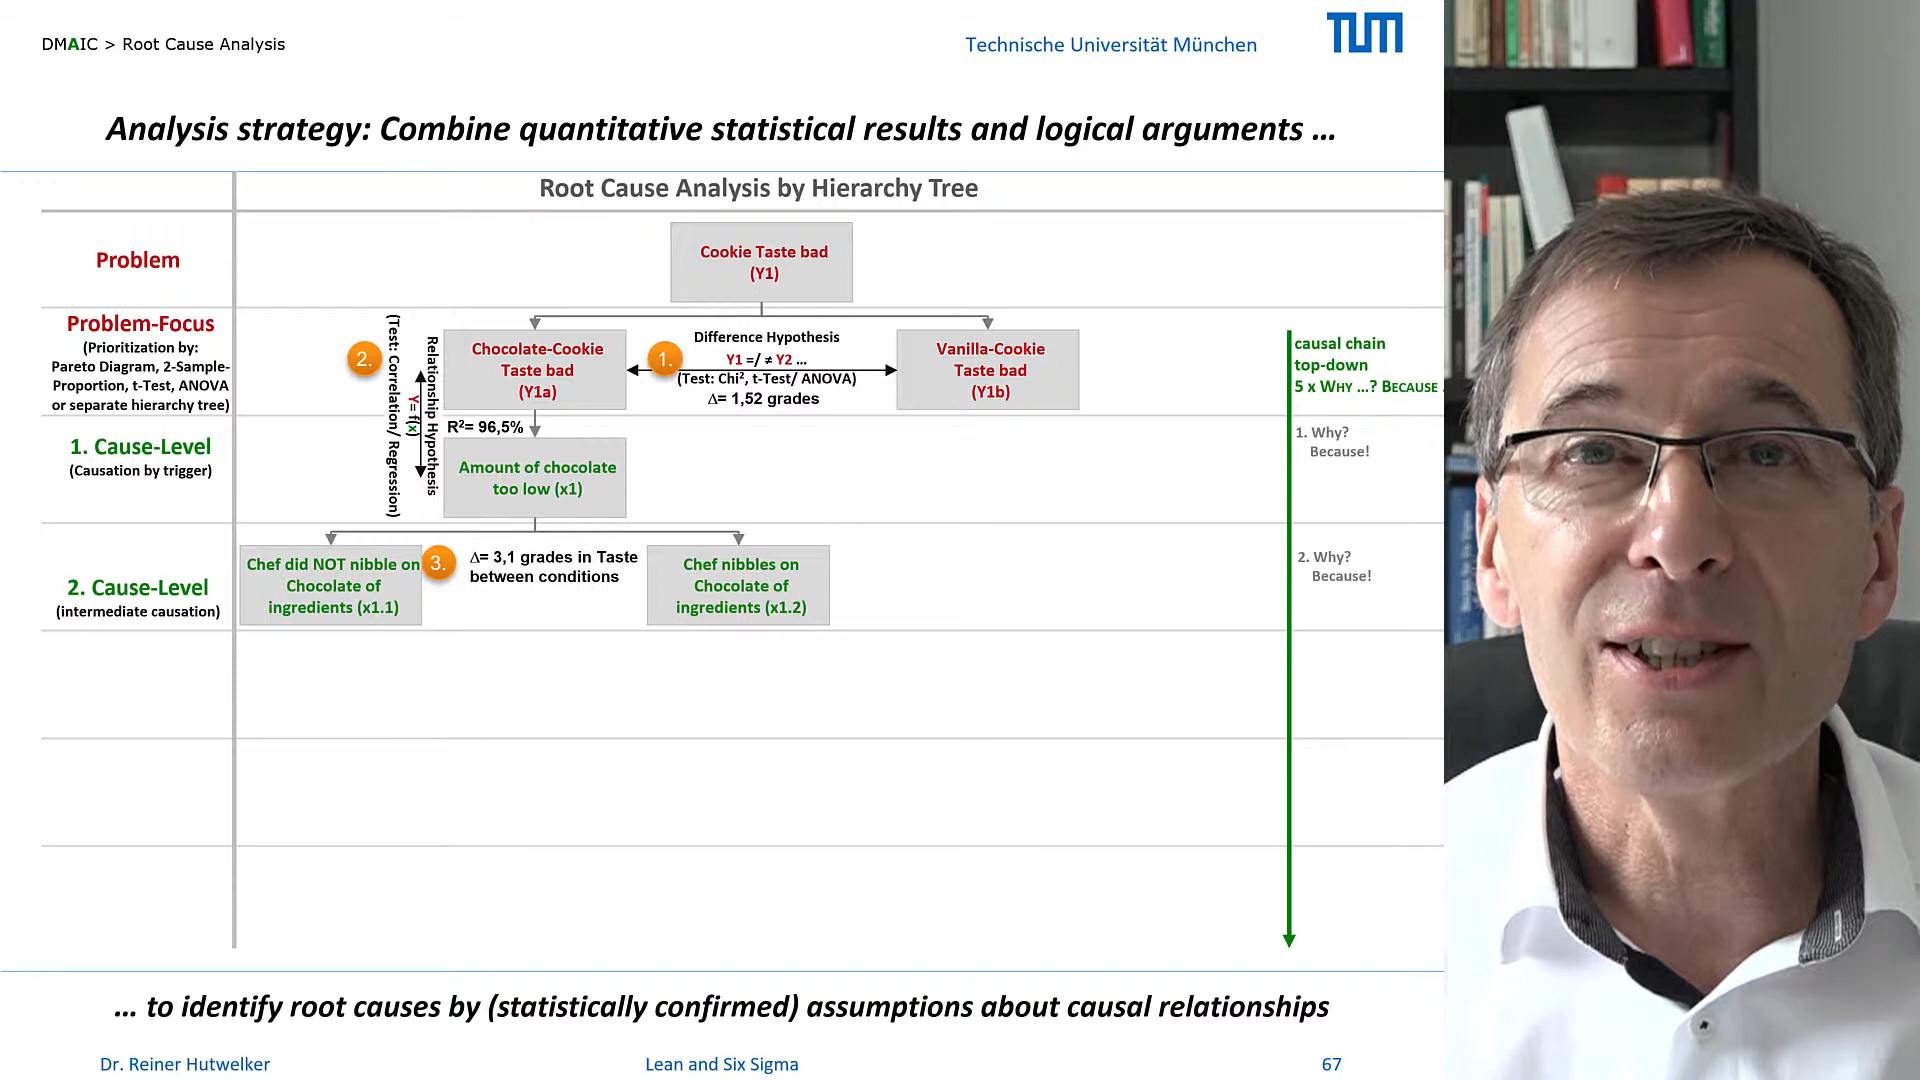 DMAIC > Root Cause Analysis
Technische Universität München
TUM
Analysis strategy: Combine quantitative statistical results and logical arguments ...
Root Cause Analysis by Hierarchy Tree
Problem
Cookie Taste bad
(Y1)
Problem-Focus
(Prioritization by:
Pareto Diagram, 2-Sample-
Proportion, t-Test, ANOVA
or separate hierarchy tree)
2.
(Test: Correlation/ Regression)
Relationship Hypothesis
Y= f(x)
Chocolate-Cookie
Taste bad
(Y1a)
1.
Difference Hypothesis
Y1 =/ ≠ Y2 ...
(Test: Chi², t-Test/ ANOVA)
Δ= 1,52 grades
Vanilla-Cookie
Taste bad
(Y1b)
causal chain
top-down
5 x WHY ...? BECAUSE
1. Cause-Level
(Causation by trigger)
R²= 96,5%
Amount of chocolate
too low (x1)
1. Why?
Because!
2. Cause-Level
(intermediate causation)
Chef did NOT nibble on
Chocolate of
ingredients (x1.1)
3.
Δ= 3,1 grades in Taste
between conditions
Chef nibbles on
Chocolate of
ingredients (x1.2)
2. Why?
Because!
... to identify root causes by (statistically confirmed) assumptions about causal relationships
Dr. Reiner Hutwelker
Lean and Six Sigma
67